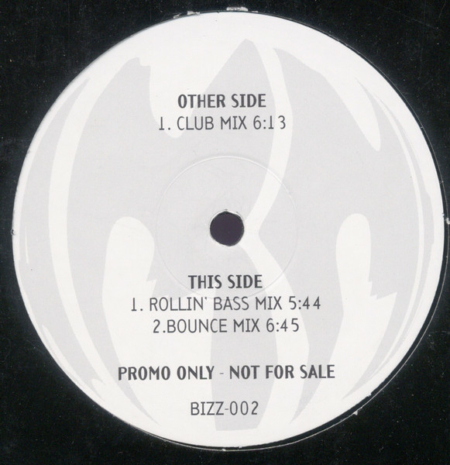 OTHER SIDE
1. CLUB MIX 6:13
THIS SIDE
1. ROLLIN' BASS MIX 5:44
2.BOUNCE MIX 6:45
PROMO ONLY - NOT FOR SALE
BIZZ-002